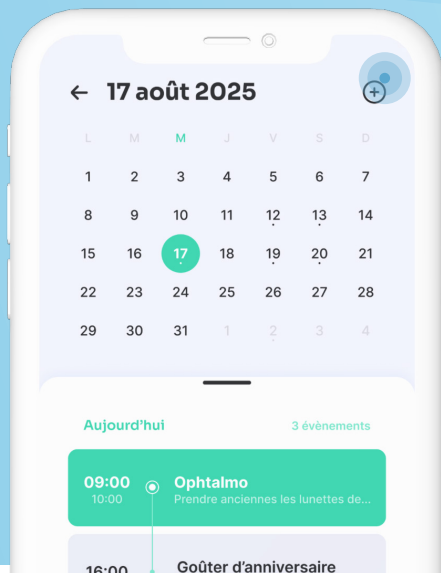 ← 17 août 2025 +
L M M J V S D
1 2 3 4 5 6 7
8 9 10 11 12 13 14
15 16 17 18 19 20 21
22 23 24 25 26 27 28
29 30 31 1 2 3 4
Aujourd'hui 3 évènements
09:00 Ophtalmo
10:00 Prendre anciennes les lunettes de...
16:00 Goûter d'anniversaire